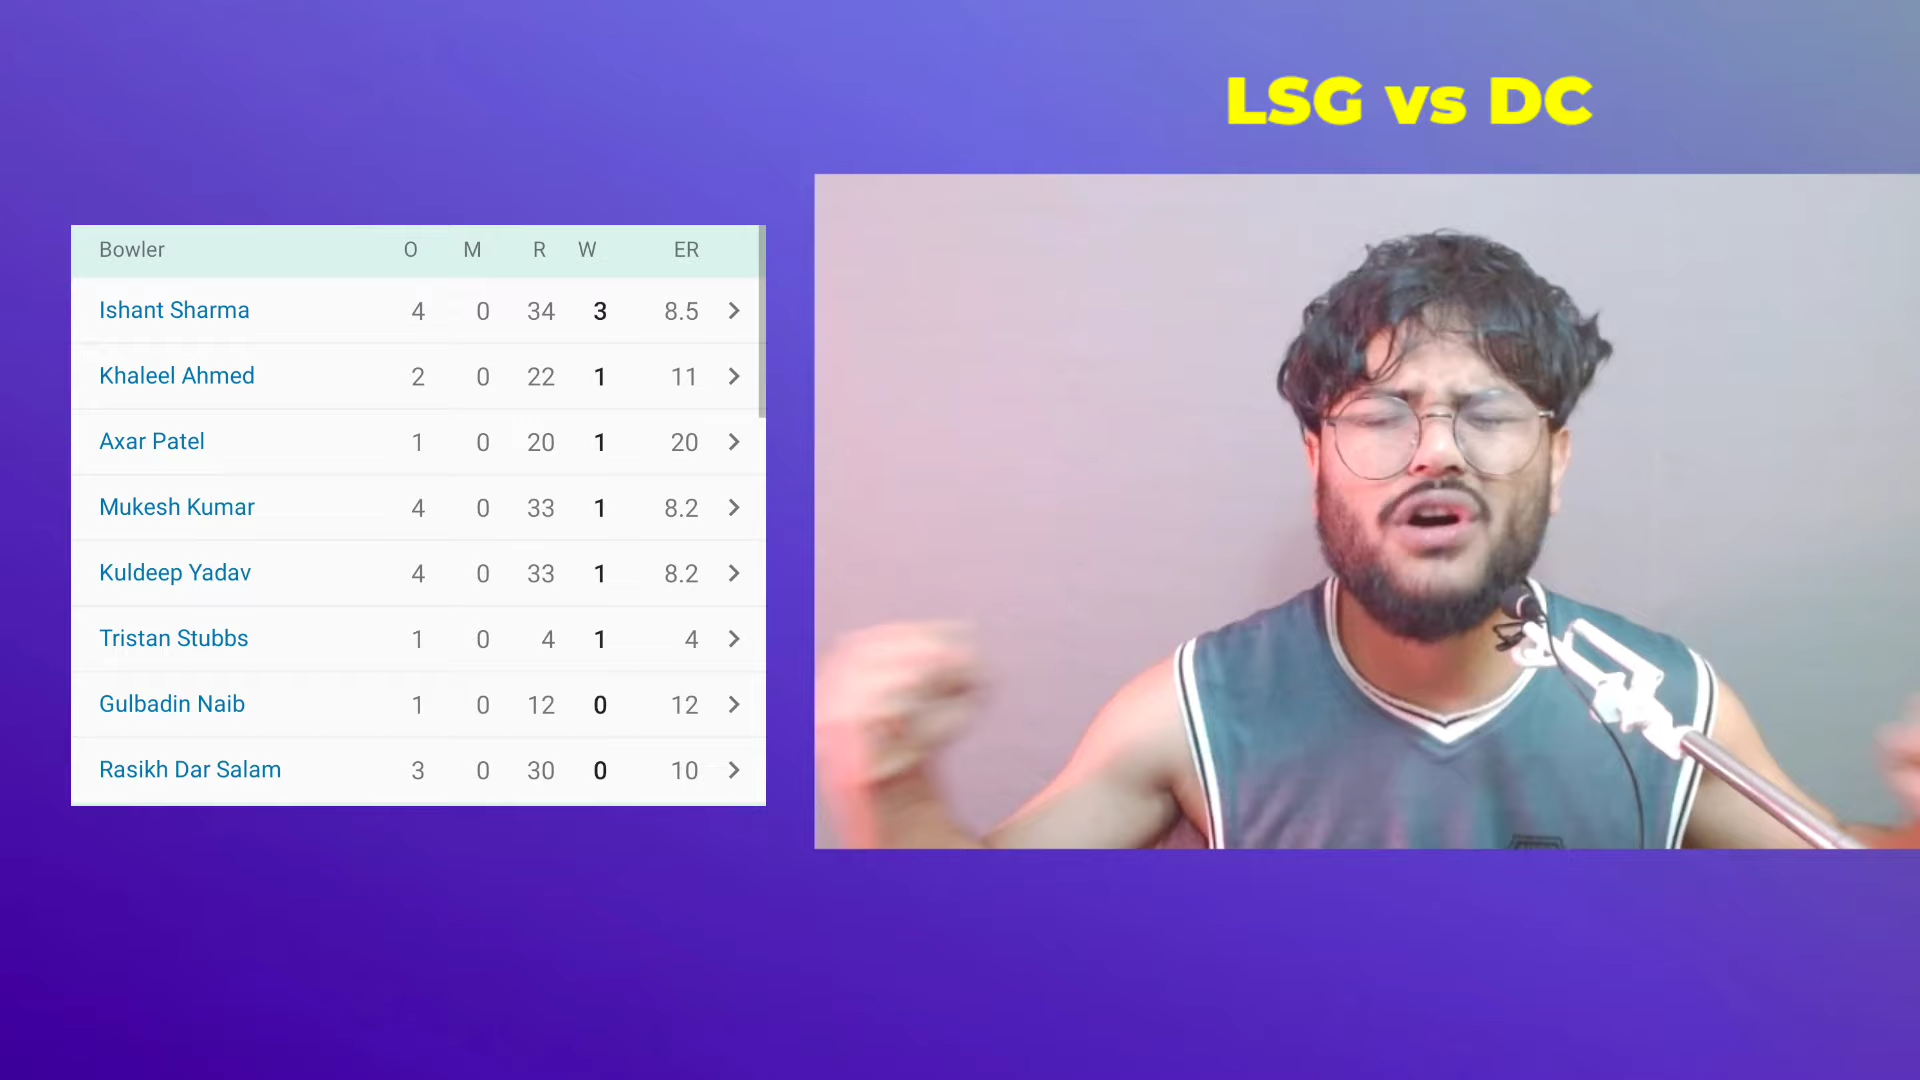 LSG vs DC
Bowler O M R W ER
Ishant Sharma 4 0 34 3 8.5
Khaleel Ahmed 2 0 22 1 11
Axar Patel 1 0 20 1 20
Mukesh Kumar 4 0 33 1 8.2
Kuldeep Yadav 4 0 33 1 8.2
Tristan Stubbs 1 0 4 1 4
Gulbadin Naib 1 0 12 0 12
Rasikh Dar Salam 3 0 30 0 10